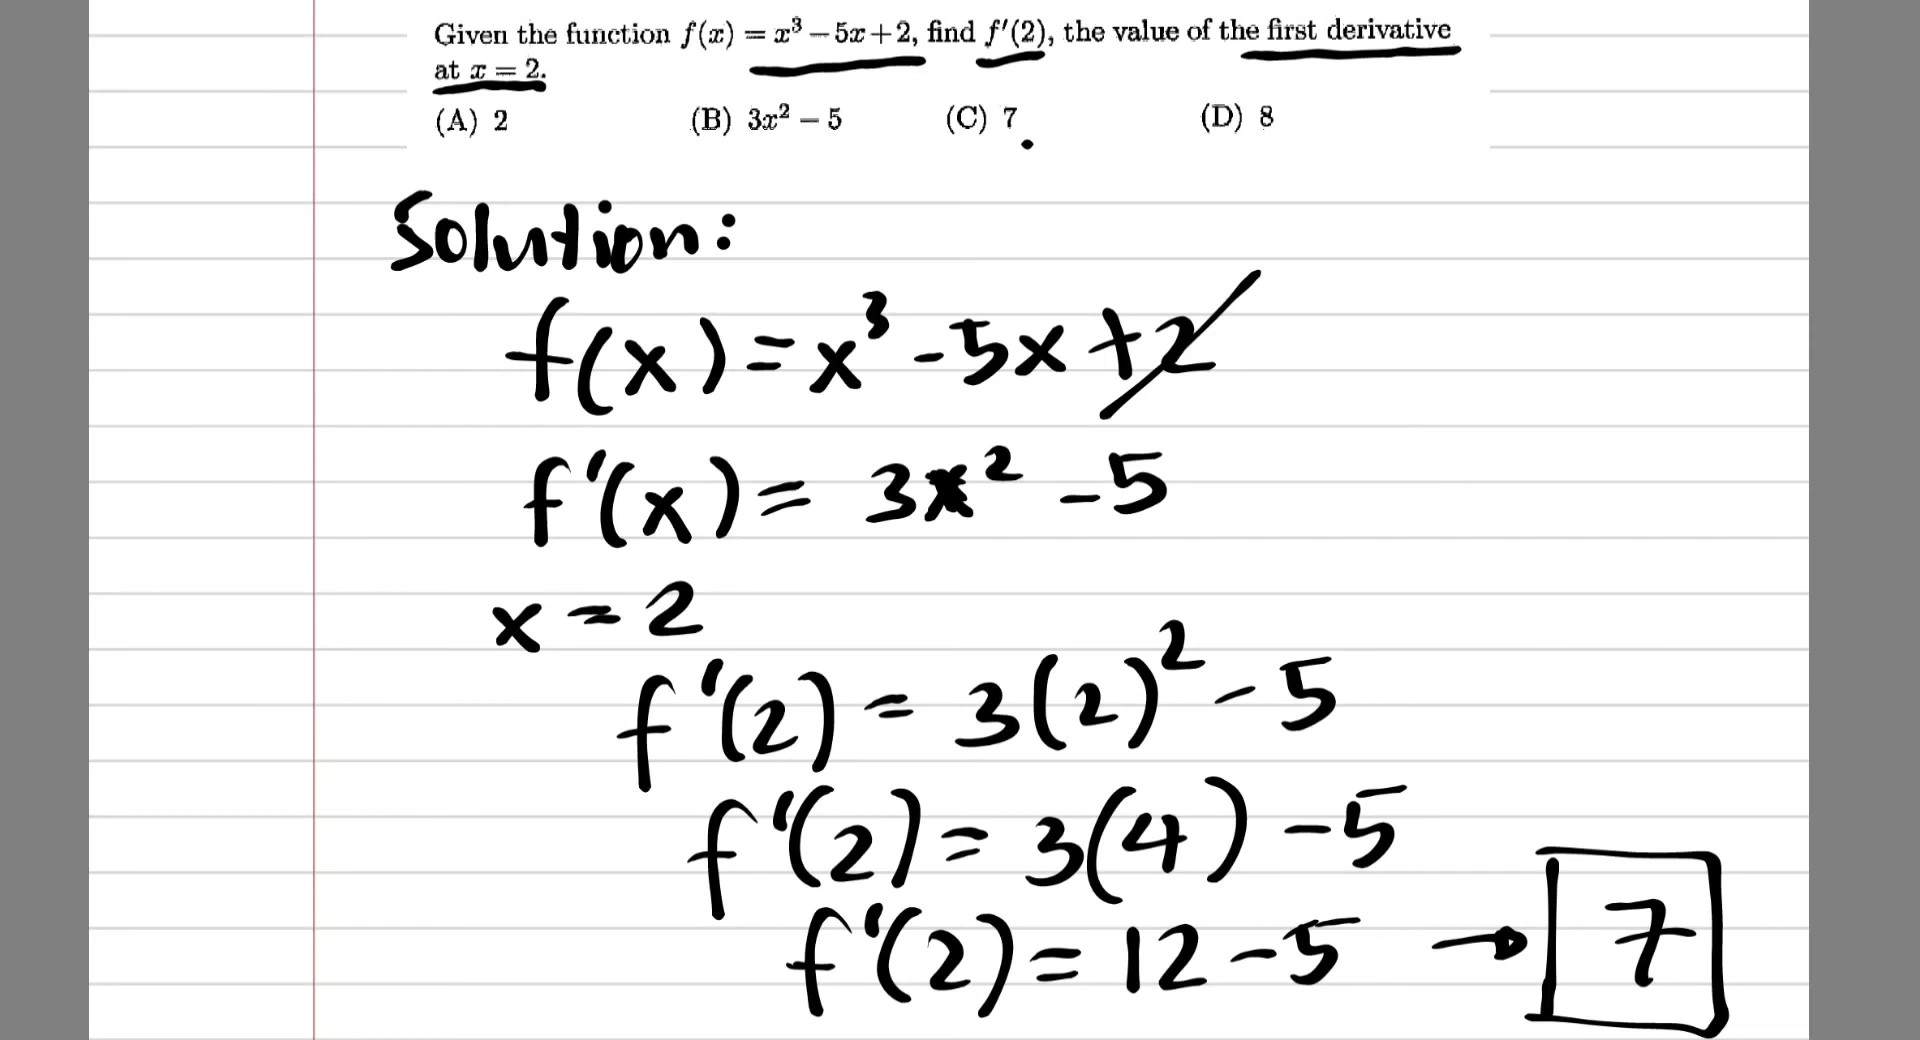 Given the function f(x) = x³ − 5x + 2, find f′(2), the value of the first derivative
at x = 2.
(A) 2 (B) 3x² − 5 (C) 7 (D) 8
Solution:
f(x) = x³ - 5x + 2
f'(x) = 3x² - 5
x = 2
f'(2) = 3(2)² - 5
f'(2) = 3(4) - 5
f'(2) = 12 - 5 → 7